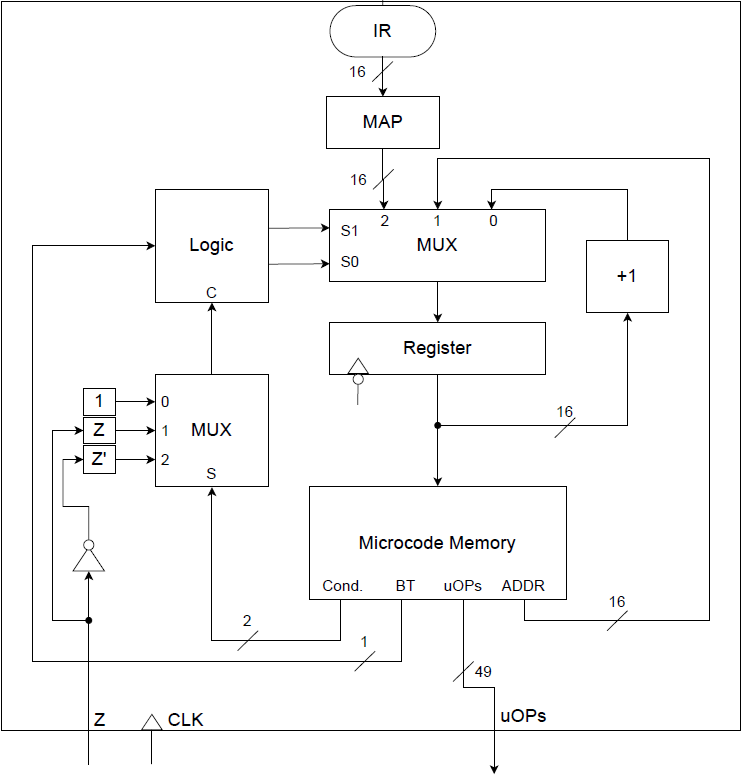 IR
16
MAP
16
2 1 0
S1
MUX
S0
Logic
C
+1
Register
1
0
Z
1
MUX
Z'
2
S
16
Microcode Memory
Cond. BT uOPs ADDR
2
1
16
49
Z
CLK
uOPs